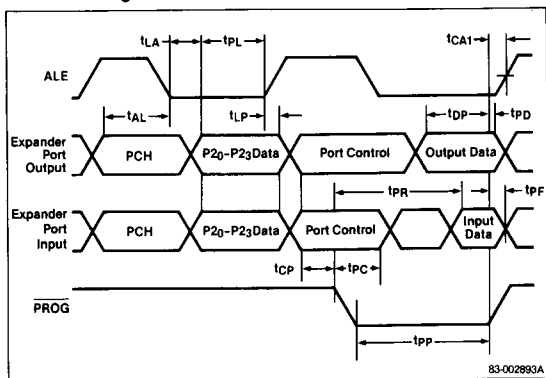 tLA tPL tCA1
ALE
tAL tLP tDP tPD
Expander Port Output
PCH P20-P23Data Port Control Output Data
tPR tPF
Expander Port Input
PCH P20-P23Data Port Control Input Data
tCP tPC
PROG
tPP
83-002893A